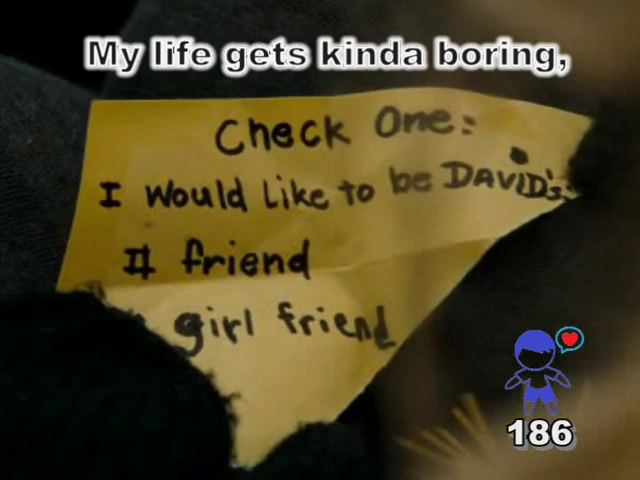 My life gets kinda boring,
Check One:
I would like to be DAViD's:
friend
girl friend
186